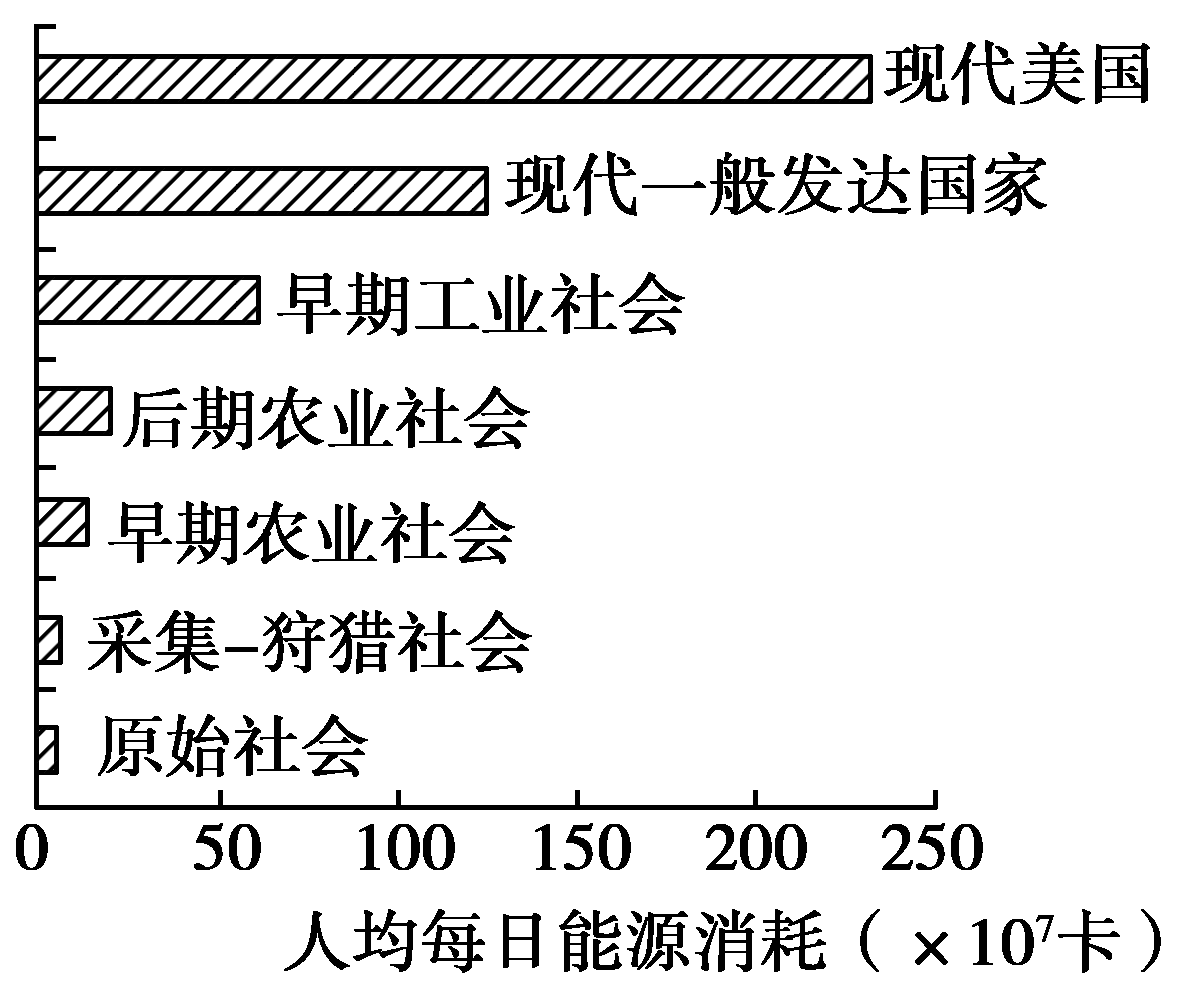 现代美国
现代一般发达国家
早期工业社会
后期农业社会
早期农业社会
采集-狩猎社会
原始社会
0 50 100 150 200 250
人均每日能源消耗（×10⁷卡）